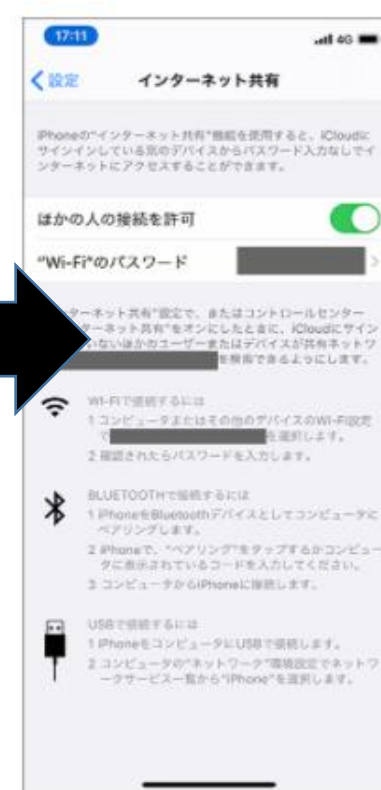 17:11
4G
設定
インターネット共有
iPhoneの"インターネット共有"機能を使用すると、iCloudに
サインインしている別のデバイスからパスワード入力なしでイ
ンターネットにアクセスすることができます。
ほかの人の接続を許可
"Wi-Fi"のパスワード
ターネット共有"設定で、またはコントロールセンター
ターネット共有"をオンにしたときに、iCloudにサイン
いないほかのユーザーまたはデバイスが共有ネットワ
を検索できるようにします。
WI-FIで接続するには
1 コンピュータまたはその他のデバイスのWi-Fi設定
で
を選択します。
2 確認されたらパスワードを入力します。
BLUETOOTHで接続するには
1 iPhoneをBluetoothデバイスとしてコンピュータに
ペアリングします。
2 iPhoneで、"ペアリング"をタップするかコンピュー
タに表示されているコードを入力してください。
3 コンピュータからiPhoneに接続します。
USBで接続するには
1 iPhoneをコンピュータにUSBで接続します。
2 コンピュータの"ネットワーク"環境設定でネットワ
ークサービス一覧から"iPhone"を選択します。